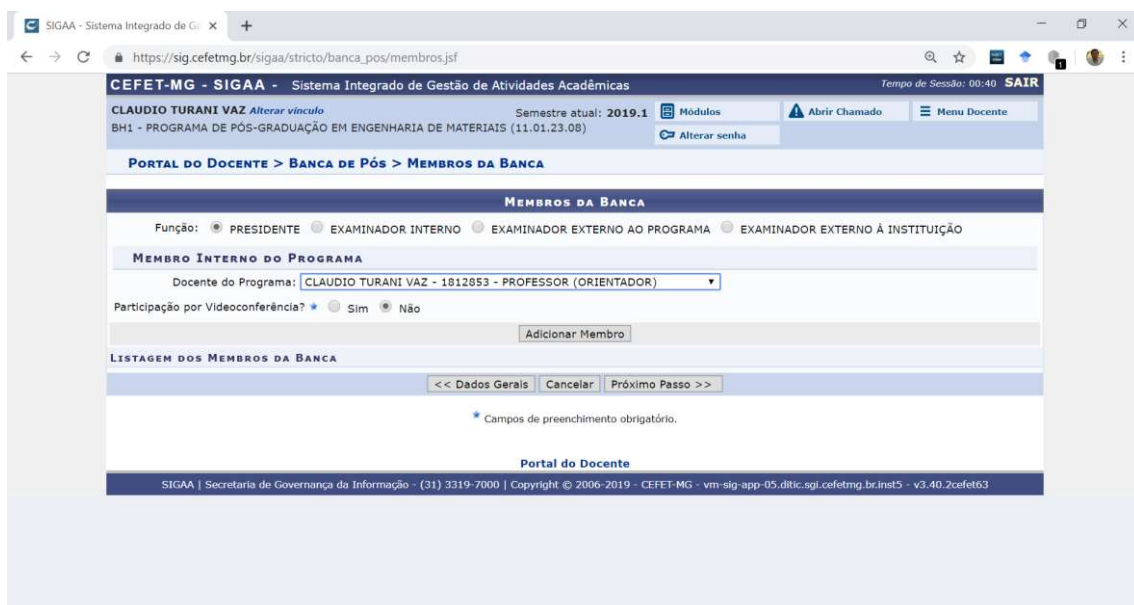 SIGAA - Sistema Integrado de G
https://sig.cefetmg.br/sigaa/stricto/banca_pos/membros.jsf
1
CEFET-MG - SIGAA - Sistema Integrado de Gestão de Atividades Acadêmicas Tempo de Sessão: 00:40 SAIR
CLAUDIO TURANI VAZ Alterar vínculo Semestre atual: 2019.1 Módulos Abrir Chamado Menu Docente
BH1 - PROGRAMA DE PÓS-GRADUAÇÃO EM ENGENHARIA DE MATERIAIS (11.01.23.08) Alterar senha
PORTAL DO DOCENTE > BANCA DE PÓS > MEMBROS DA BANCA
MEMBROS DA BANCA
Função: PRESIDENTE EXAMINADOR INTERNO EXAMINADOR EXTERNO AO PROGRAMA EXAMINADOR EXTERNO À INSTITUIÇÃO
MEMBRO INTERNO DO PROGRAMA
Docente do Programa: CLAUDIO TURANI VAZ - 1812853 - PROFESSOR (ORIENTADOR)
Participação por Videoconferência? Sim Não
Adicionar Membro
LISTAGEM DOS MEMBROS DA BANCA
<< Dados Gerais Cancelar Próximo Passo >>
Campos de preenchimento obrigatório.
Portal do Docente
SIGAA | Secretaria de Governança da Informação - (31) 3319-7000 | Copyright © 2006-2019 - CEFET-MG - vm-sig-app-05.ditic.sgi.cefetmg.br.inst5 - v3.40.2cefet63